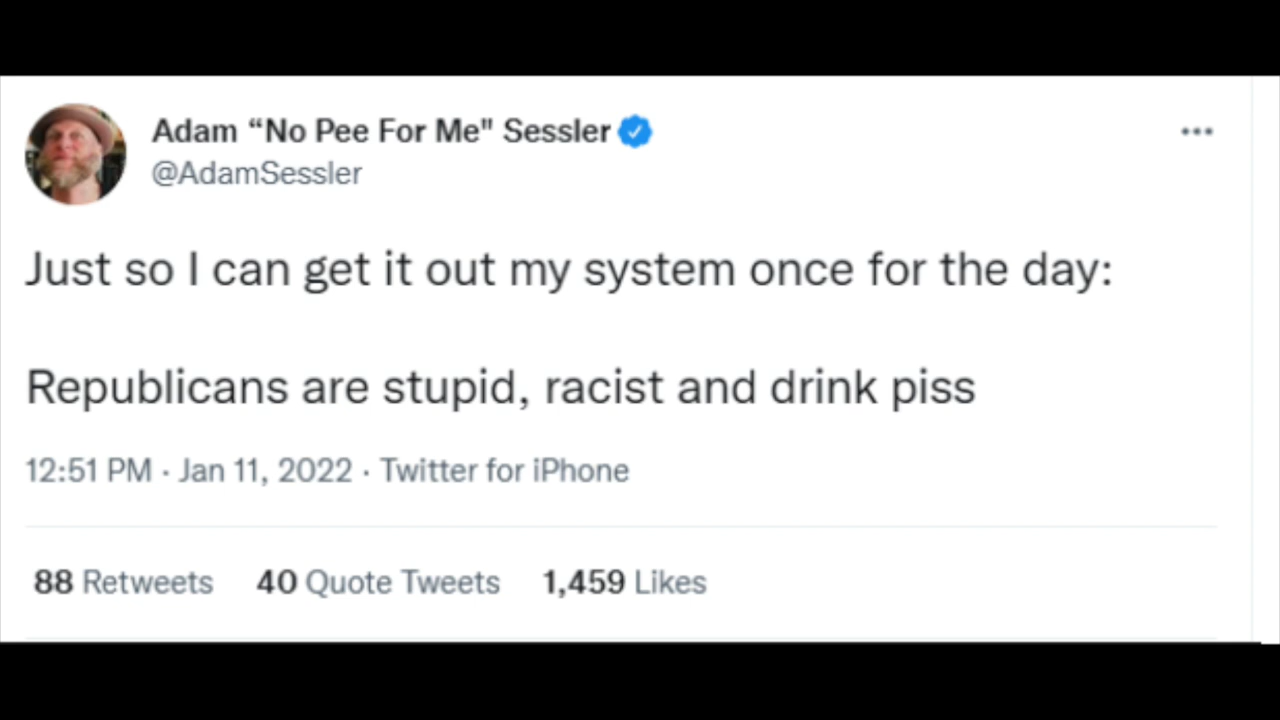 Adam “No Pee For Me" Sessler
@AdamSessler
Just so I can get it out my system once for the day:
Republicans are stupid, racist and drink piss
12:51 PM · Jan 11, 2022 · Twitter for iPhone
88 Retweets 40 Quote Tweets 1,459 Likes